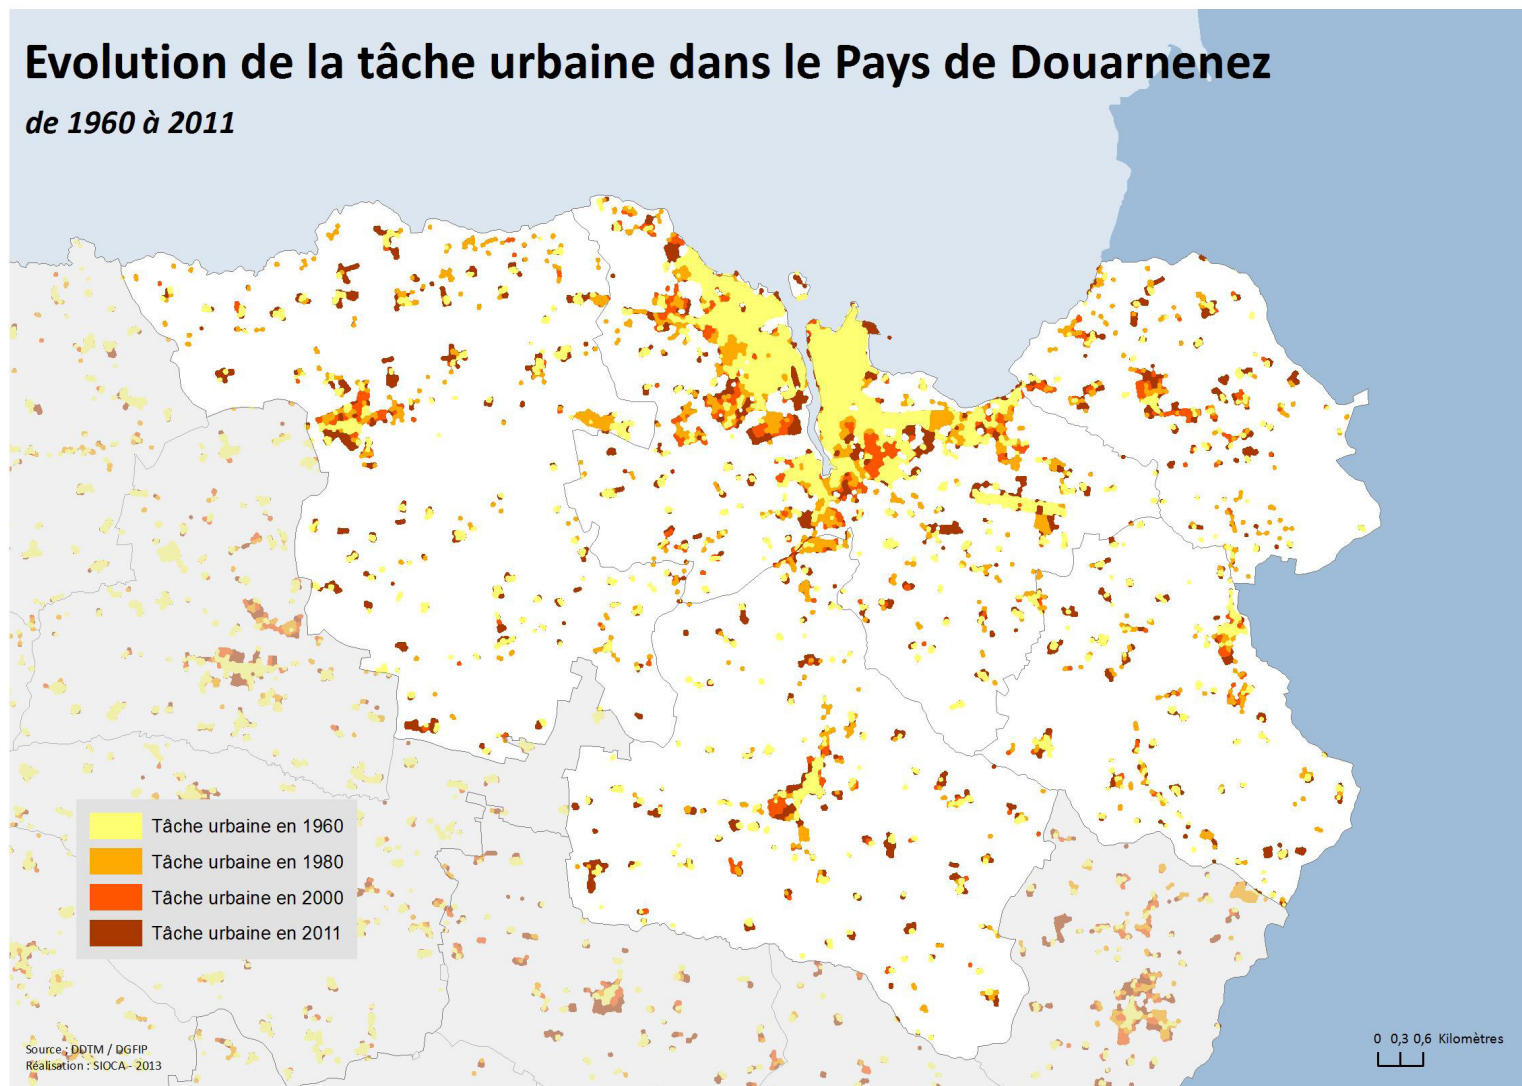 Evolution de la tâche urbaine dans le Pays de Douarnenez
de 1960 à 2011
Tâche urbaine en 1960
Tâche urbaine en 1980
Tâche urbaine en 2000
Tâche urbaine en 2011
Source : DDTM / DGFIP
Réalisation : SIOCA - 2013
0 0,3 0,6 Kilomètres